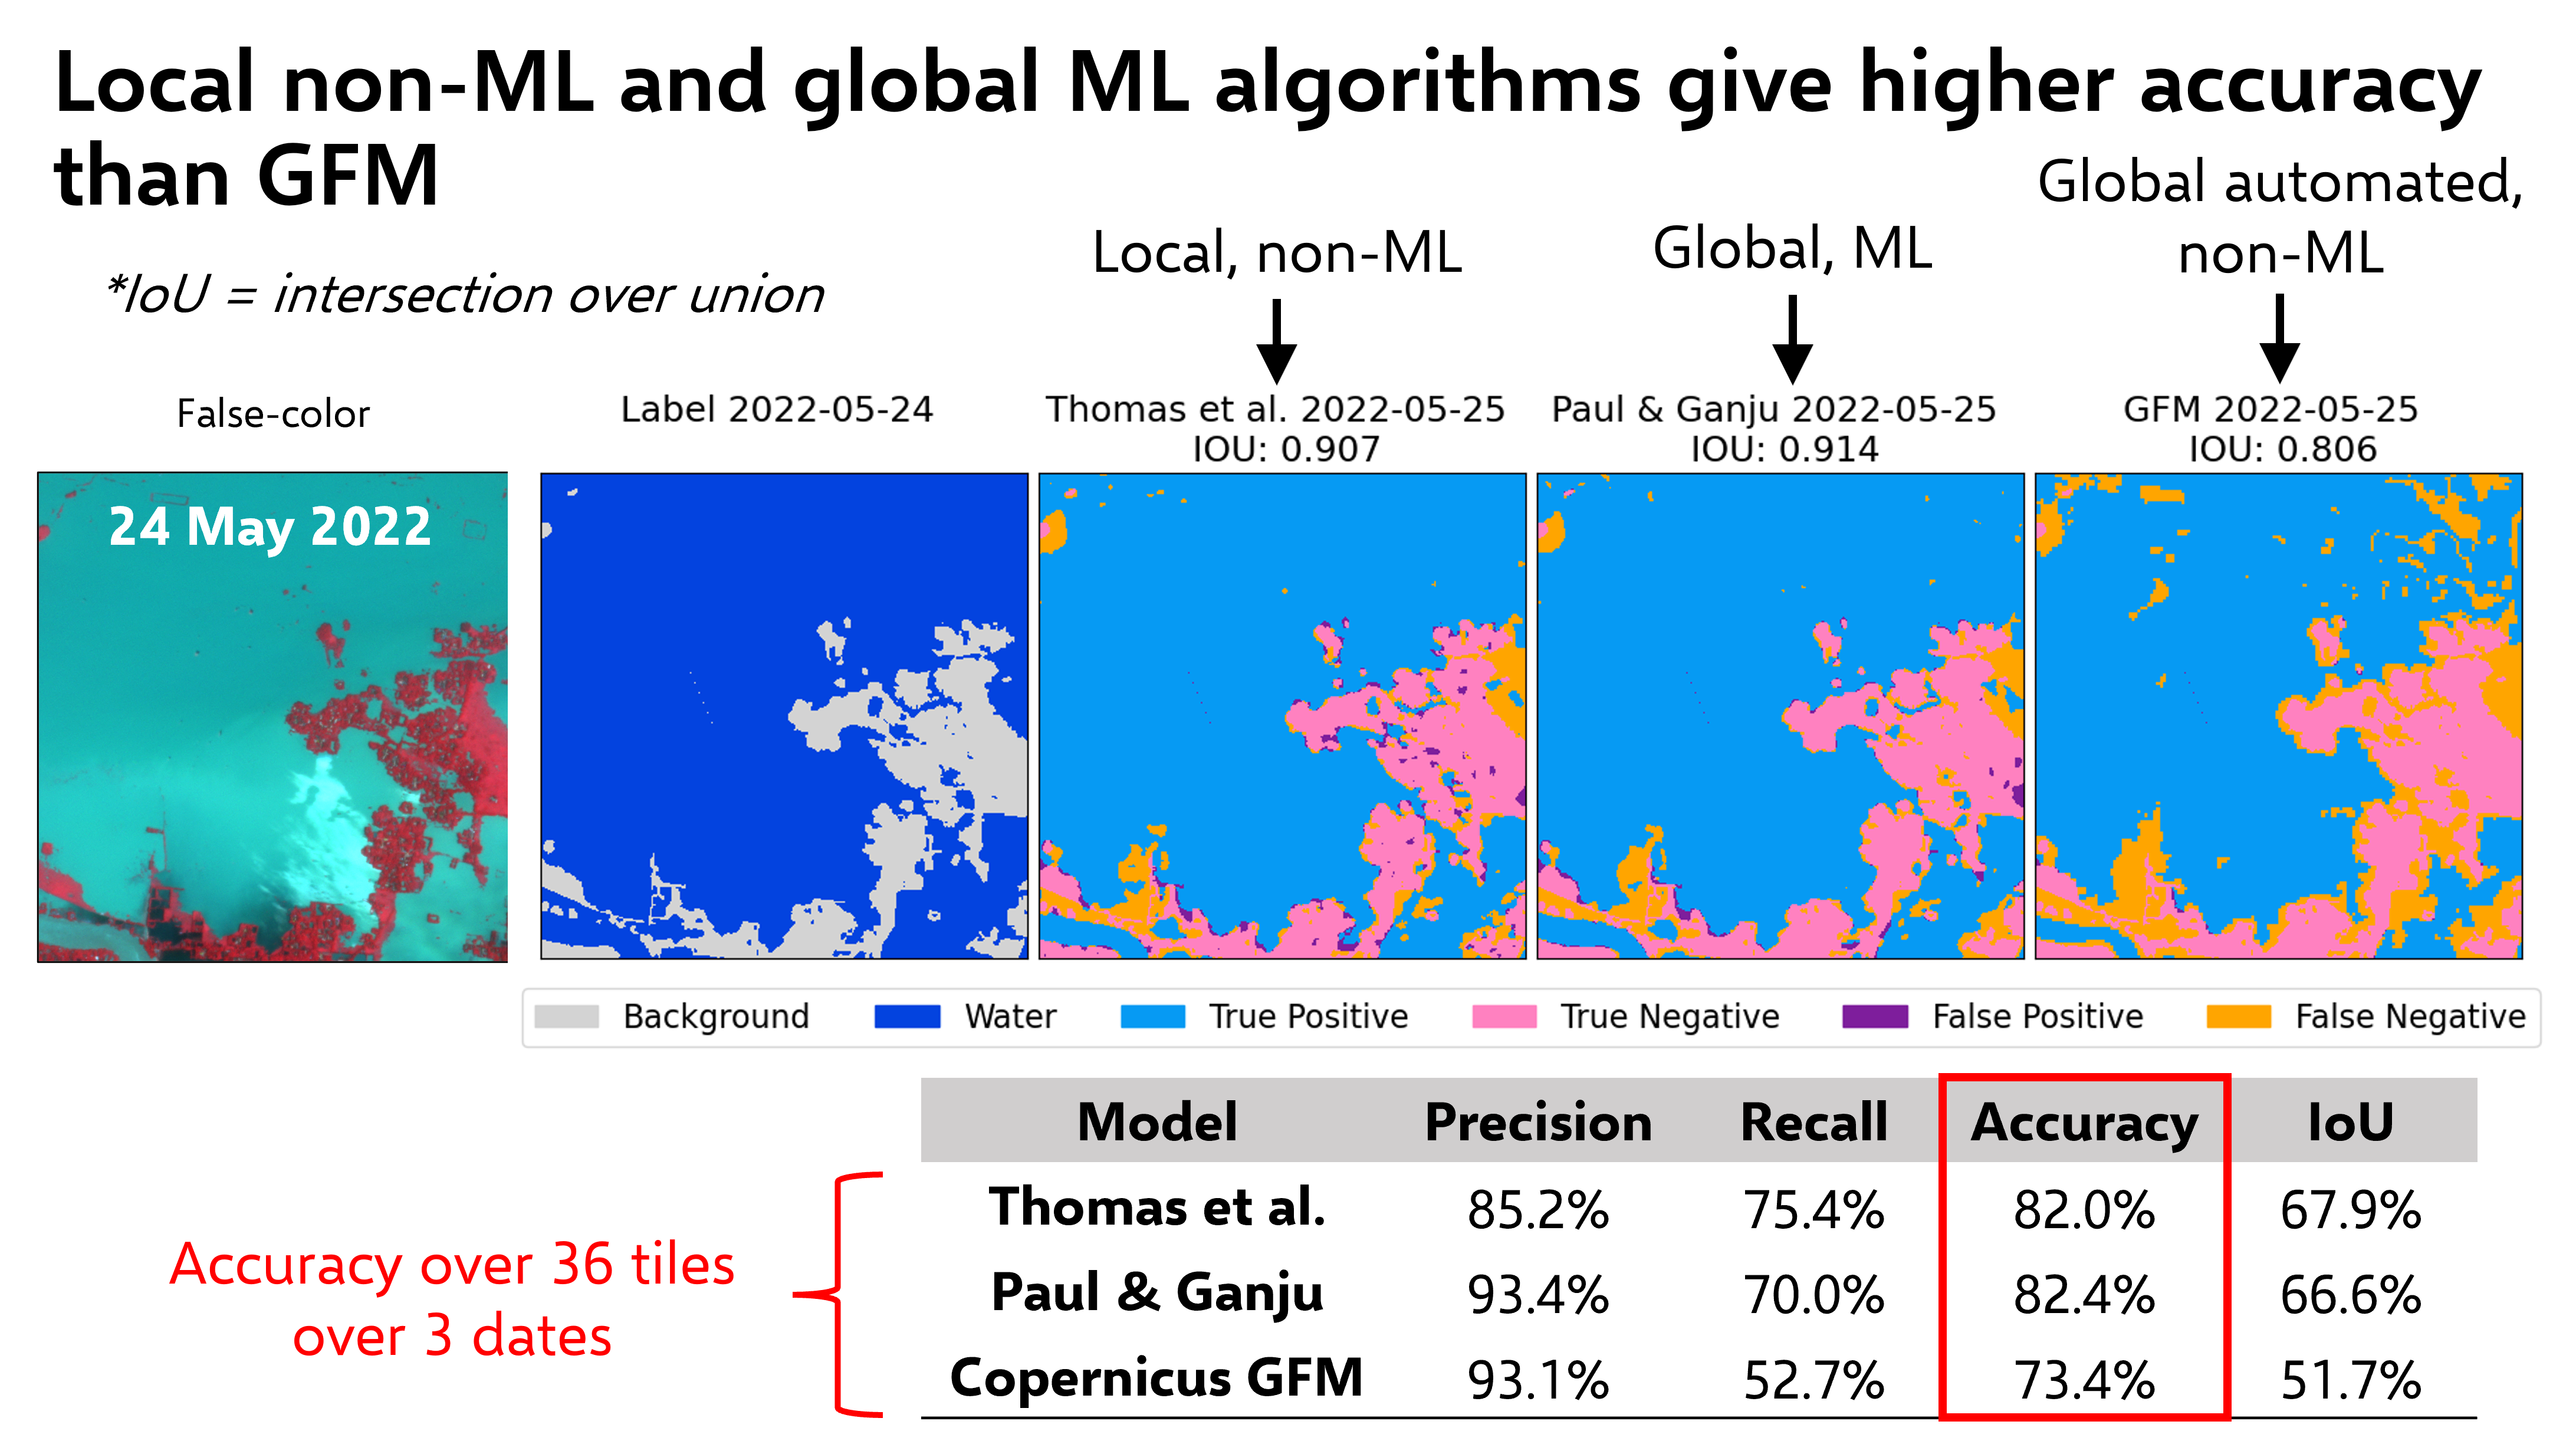 Local non-ML and global ML algorithms give higher accuracy
than GFM
*IoU = intersection over union
Local, non-ML
Global, ML
Global automated,
non-ML
False-color
24 May 2022
Label 2022-05-24
Thomas et al. 2022-05-25
IOU: 0.907
Paul & Ganju 2022-05-25
IOU: 0.914
GFM 2022-05-25
IOU: 0.806
Background Water True Positive True Negative False Positive False Negative
Accuracy over 36 tiles
over 3 dates
Model Precision Recall Accuracy IoU
Thomas et al. 85.2% 75.4% 82.0% 67.9%
Paul & Ganju 93.4% 70.0% 82.4% 66.6%
Copernicus GFM 93.1% 52.7% 73.4% 51.7%